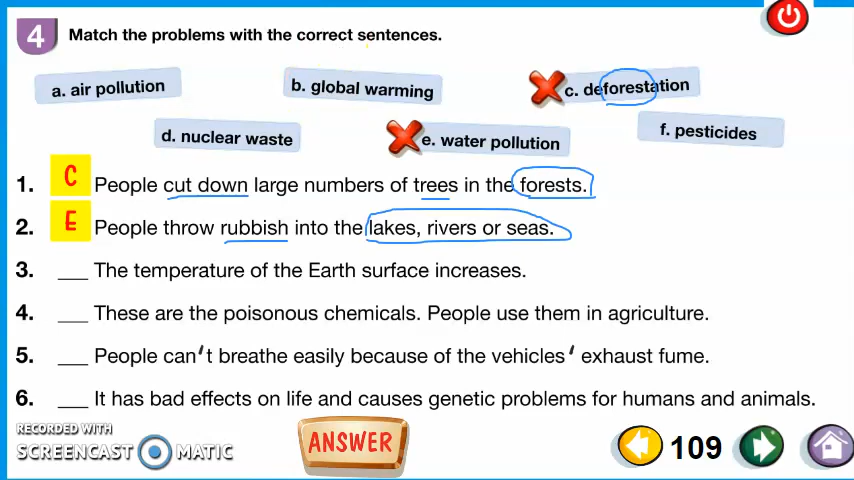 4 Match the problems with the correct sentences.
a. air pollution b. global warming c. deforestation
d. nuclear waste e. water pollution f. pesticides
1. C People cut down large numbers of trees in the forests.
2. E People throw rubbish into the lakes, rivers or seas.
3. ___ The temperature of the Earth surface increases.
4. ___ These are the poisonous chemicals. People use them in agriculture.
5. ___ People can't breathe easily because of the vehicles' exhaust fume.
6. ___ It has bad effects on life and causes genetic problems for humans and animals.
RECORDED WITH
SCREENCAST MATIC
ANSWER
109